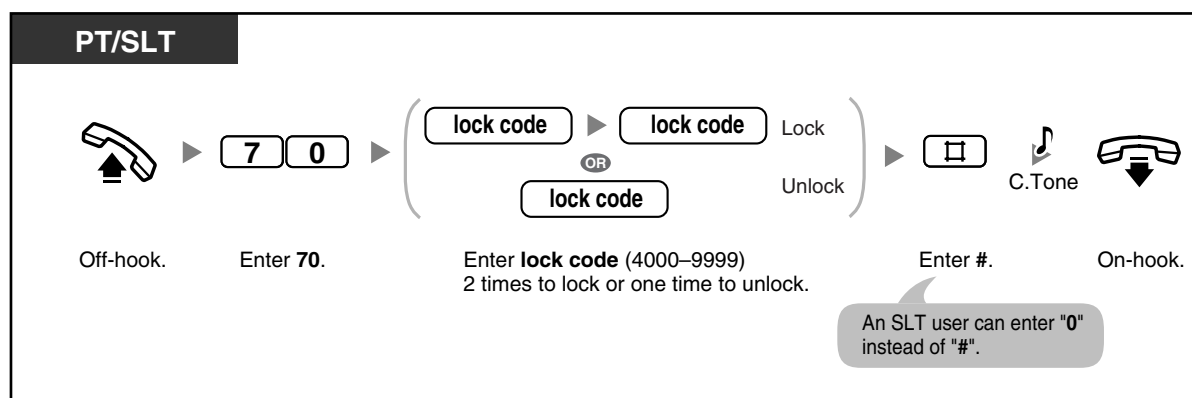 PT/SLT
7 0
lock code lock code Lock
OR
lock code Unlock
#
C.Tone
Off-hook.
Enter 70.
Enter lock code (4000–9999)
2 times to lock or one time to unlock.
Enter #.
On-hook.
An SLT user can enter "0"
instead of "#".